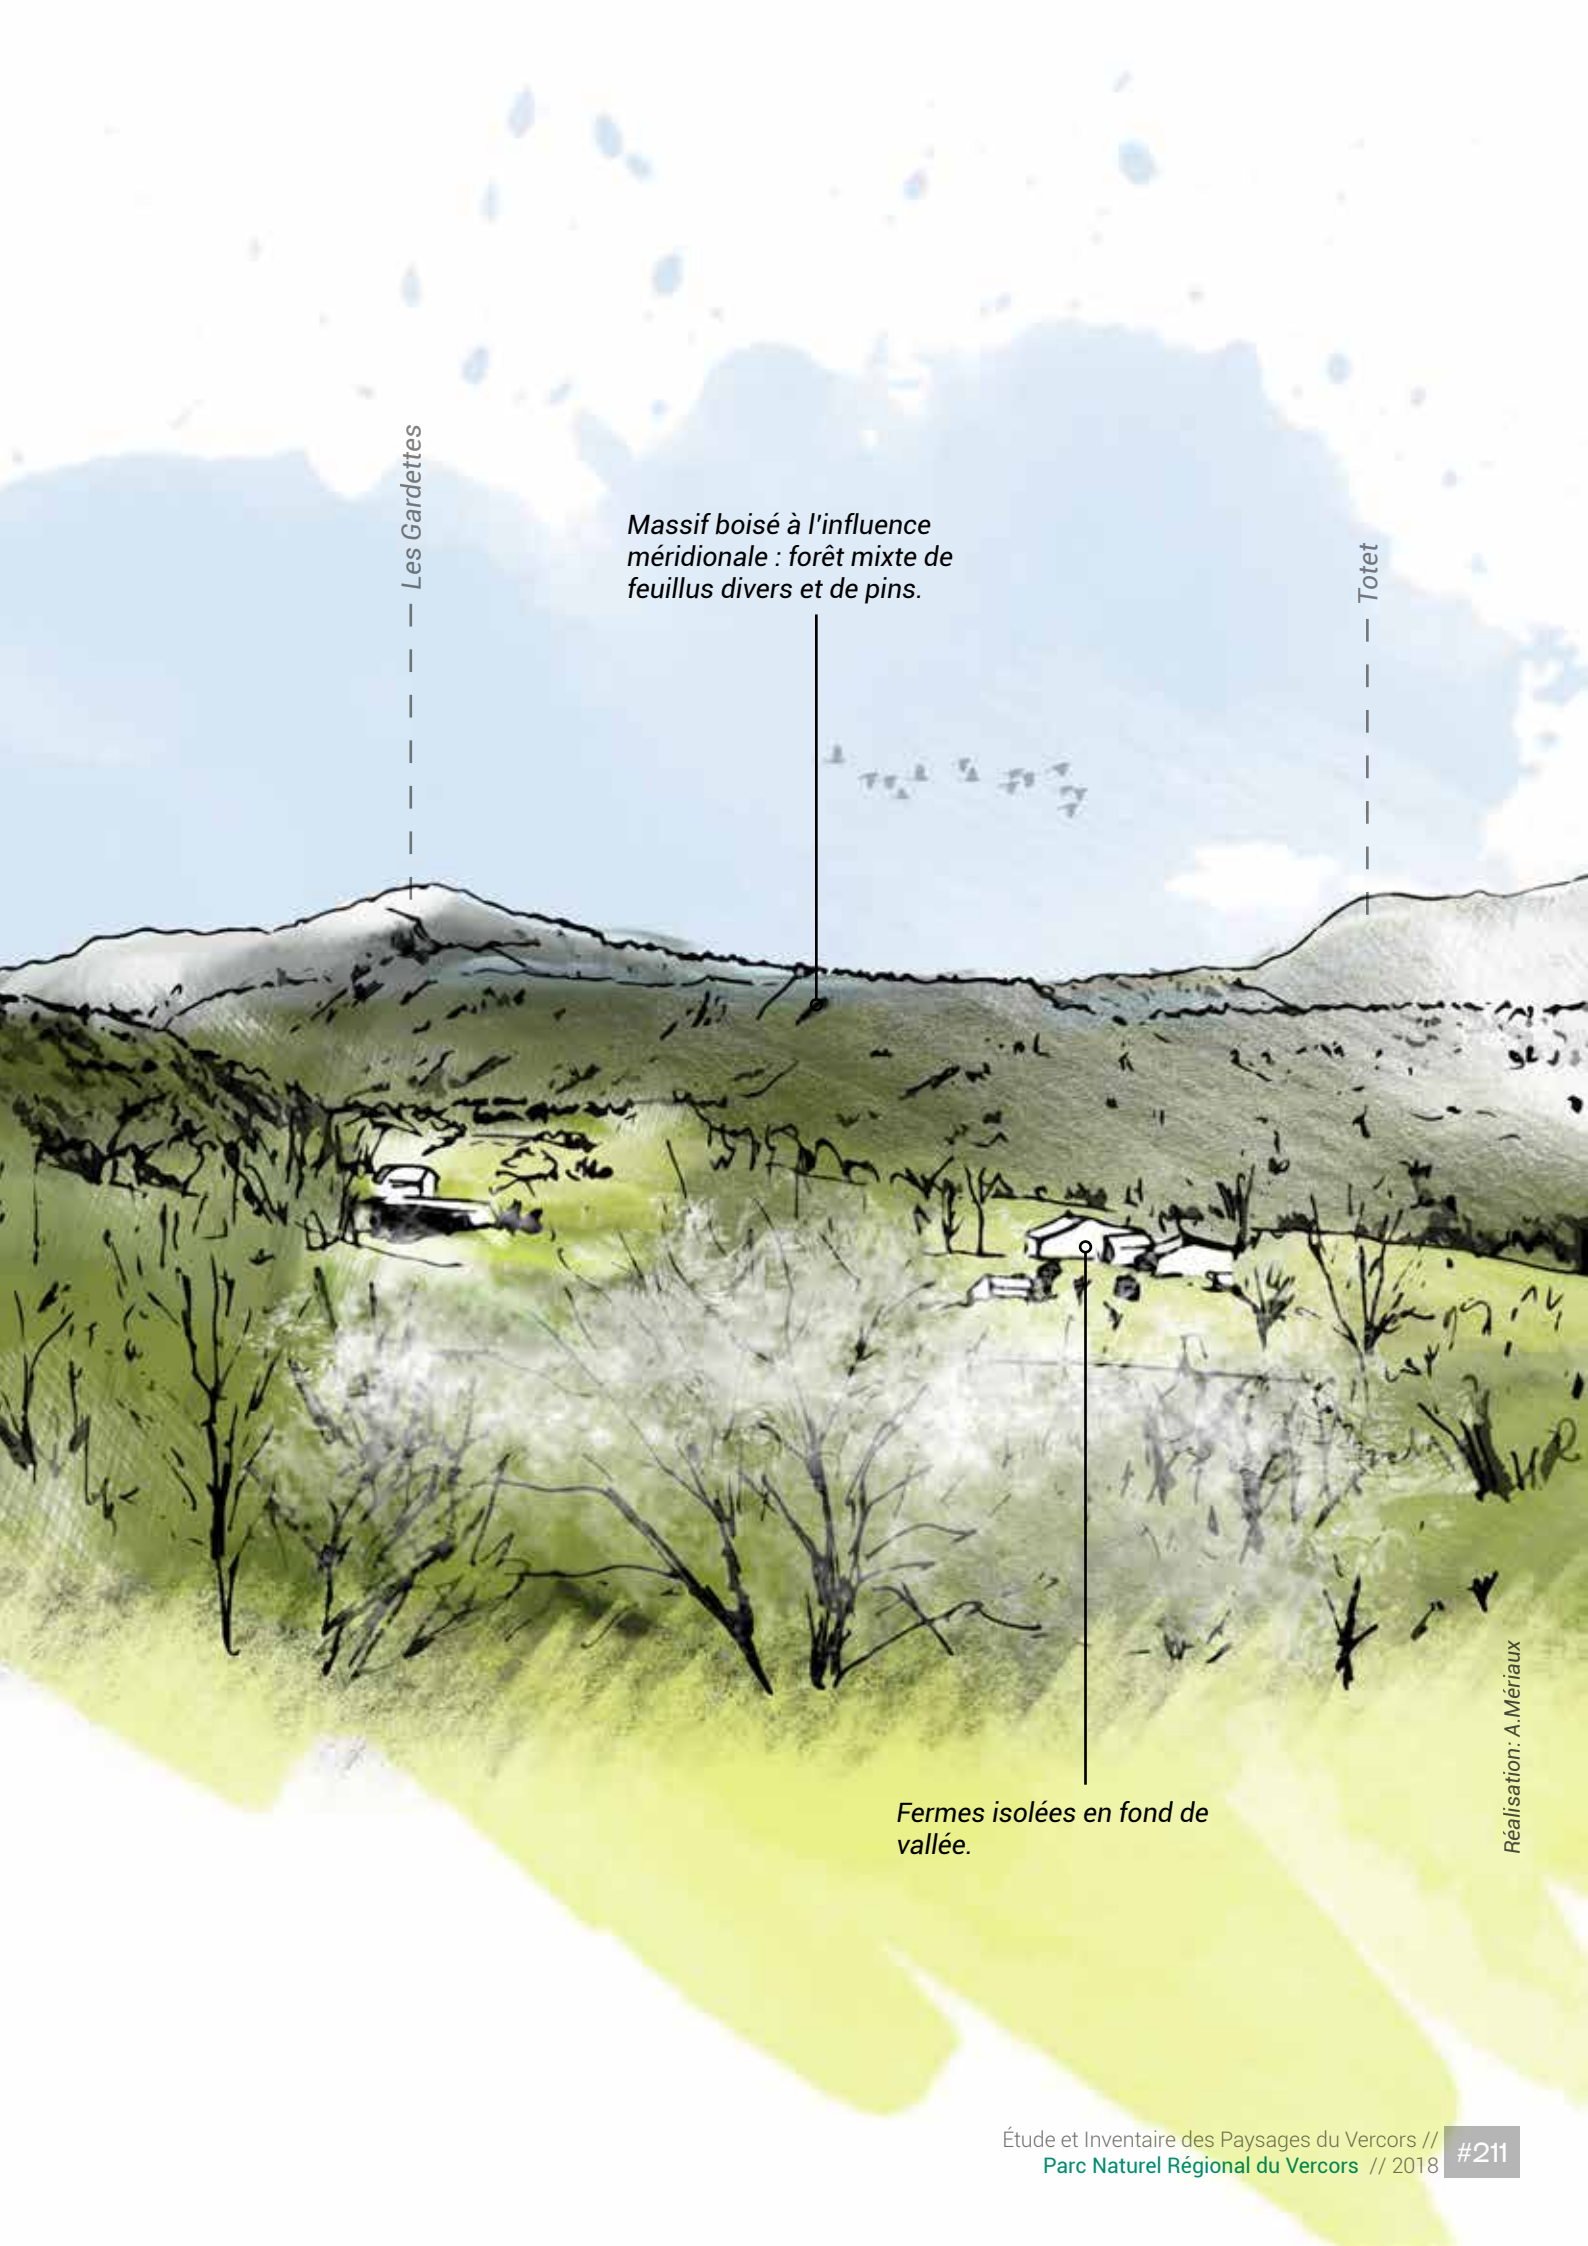 Les Gardettes
Massif boisé à l'influence
méridionale : forêt mixte de
feuillus divers et de pins.
Totet
Fermes isolées en fond de
vallée.
Réalisation: A.Mériaux
Étude et Inventaire des Paysages du Vercors //
Parc Naturel Régional du Vercors // 2018
#211